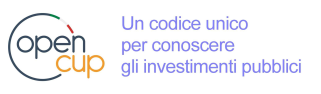 open
cup
Un codice unico
per conoscere
gli investimenti pubblici